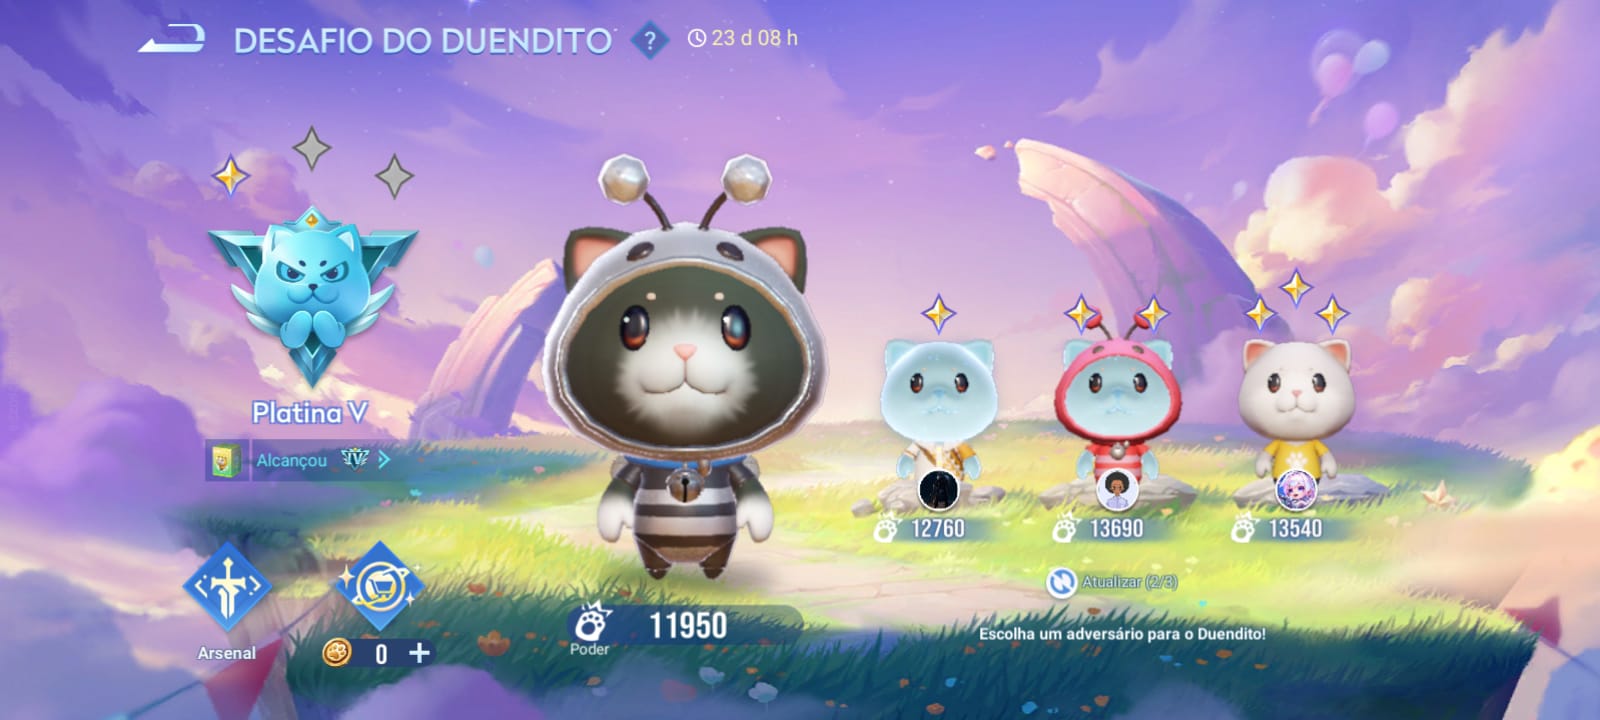 DESAFIO DO DUENDITO ? 23 d 08 h
Platina V
Alcançou IV
Arsenal
0
Poder
11950
12760
13690
13540
Atualizar (2/3)
Escolha um adversário para o Duendito!